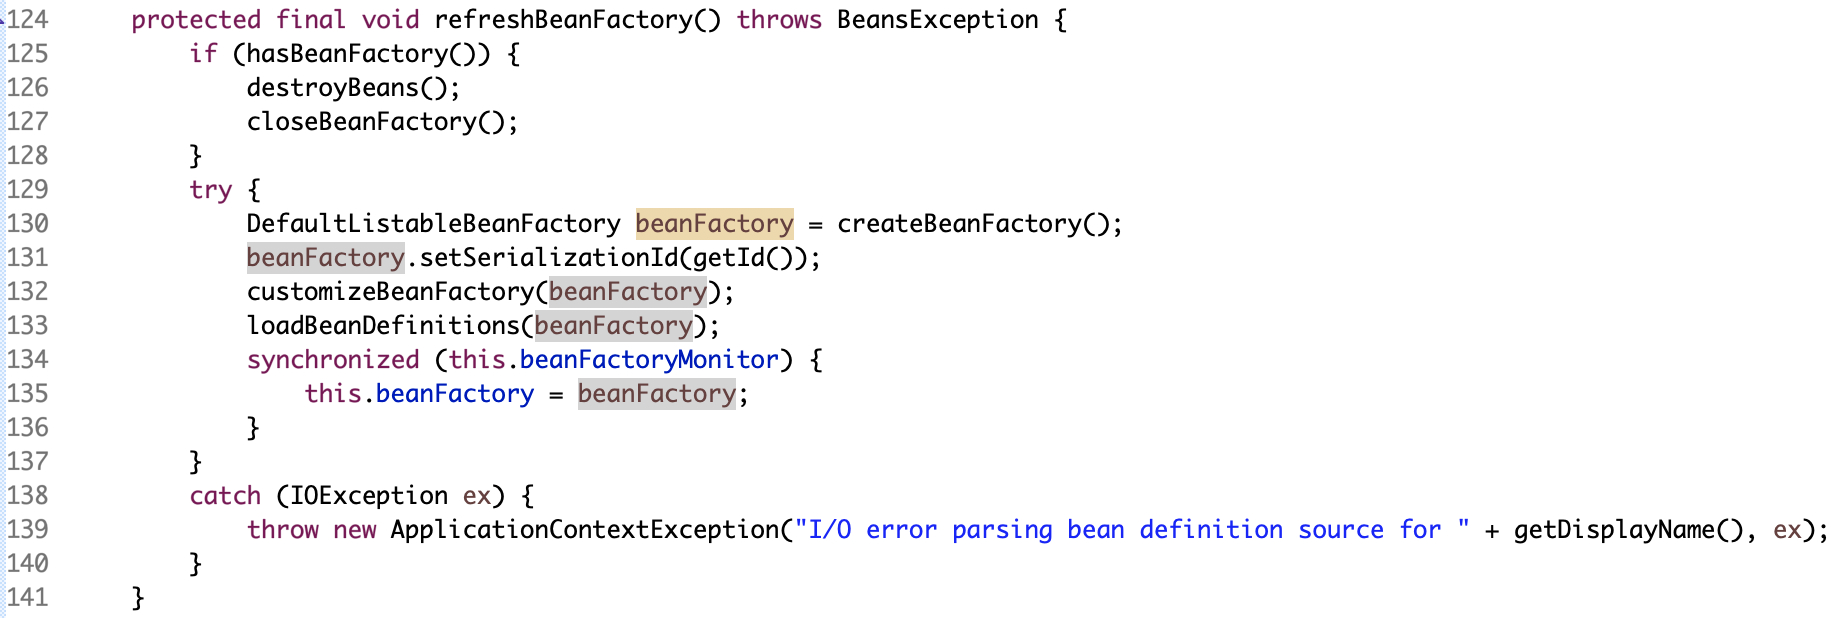 124 protected final void refreshBeanFactory() throws BeansException {
125 if (hasBeanFactory()) {
126 destroyBeans();
127 closeBeanFactory();
128 }
129 try {
130 DefaultListableBeanFactory beanFactory = createBeanFactory();
131 beanFactory.setSerializationId(getId());
132 customizeBeanFactory(beanFactory);
133 loadBeanDefinitions(beanFactory);
134 synchronized (this.beanFactoryMonitor) {
135 this.beanFactory = beanFactory;
136 }
137 }
138 catch (IOException ex) {
139 throw new ApplicationContextException("I/O error parsing bean definition source for " + getDisplayName(), ex);
140 }
141 }